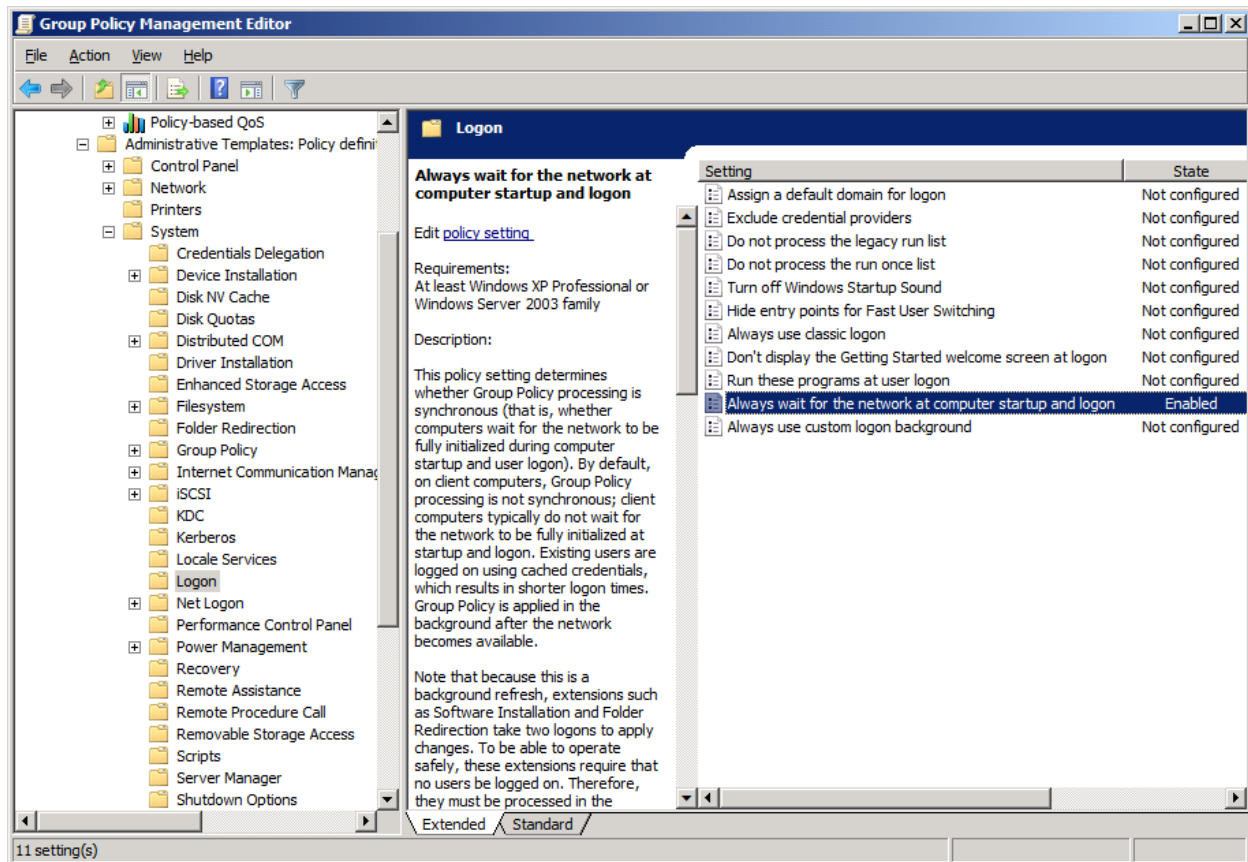 Group Policy Management Editor
File Action View Help
Policy-based QoS
Administrative Templates: Policy defini
Control Panel
Network
Printers
System
Credentials Delegation
Device Installation
Disk NV Cache
Disk Quotas
Distributed COM
Driver Installation
Enhanced Storage Access
Filesystem
Folder Redirection
Group Policy
Internet Communication Manag
iSCSI
KDC
Kerberos
Locale Services
Logon
Net Logon
Performance Control Panel
Power Management
Recovery
Remote Assistance
Remote Procedure Call
Removable Storage Access
Scripts
Server Manager
Shutdown Options
Logon
Always wait for the network at
computer startup and logon
Edit policy setting
Requirements:
At least Windows XP Professional or
Windows Server 2003 family
Description:
This policy setting determines
whether Group Policy processing is
synchronous (that is, whether
computers wait for the network to be
fully initialized during computer
startup and user logon). By default,
on client computers, Group Policy
processing is not synchronous; client
computers typically do not wait for
the network to be fully initialized at
startup and logon. Existing users are
logged on using cached credentials,
which results in shorter logon times.
Group Policy is applied in the
background after the network
becomes available.
Note that because this is a
background refresh, extensions such
as Software Installation and Folder
Redirection take two logons to apply
changes. To be able to operate
safely, these extensions require that
no users be logged on. Therefore,
they must be processed in the
Setting State
Assign a default domain for logon Not configured
Exclude credential providers Not configured
Do not process the legacy run list Not configured
Do not process the run once list Not configured
Turn off Windows Startup Sound Not configured
Hide entry points for Fast User Switching Not configured
Always use classic logon Not configured
Don't display the Getting Started welcome screen at logon Not configured
Run these programs at user logon Not configured
Always wait for the network at computer startup and logon Enabled
Always use custom logon background Not configured
Extended Standard
11 setting(s)